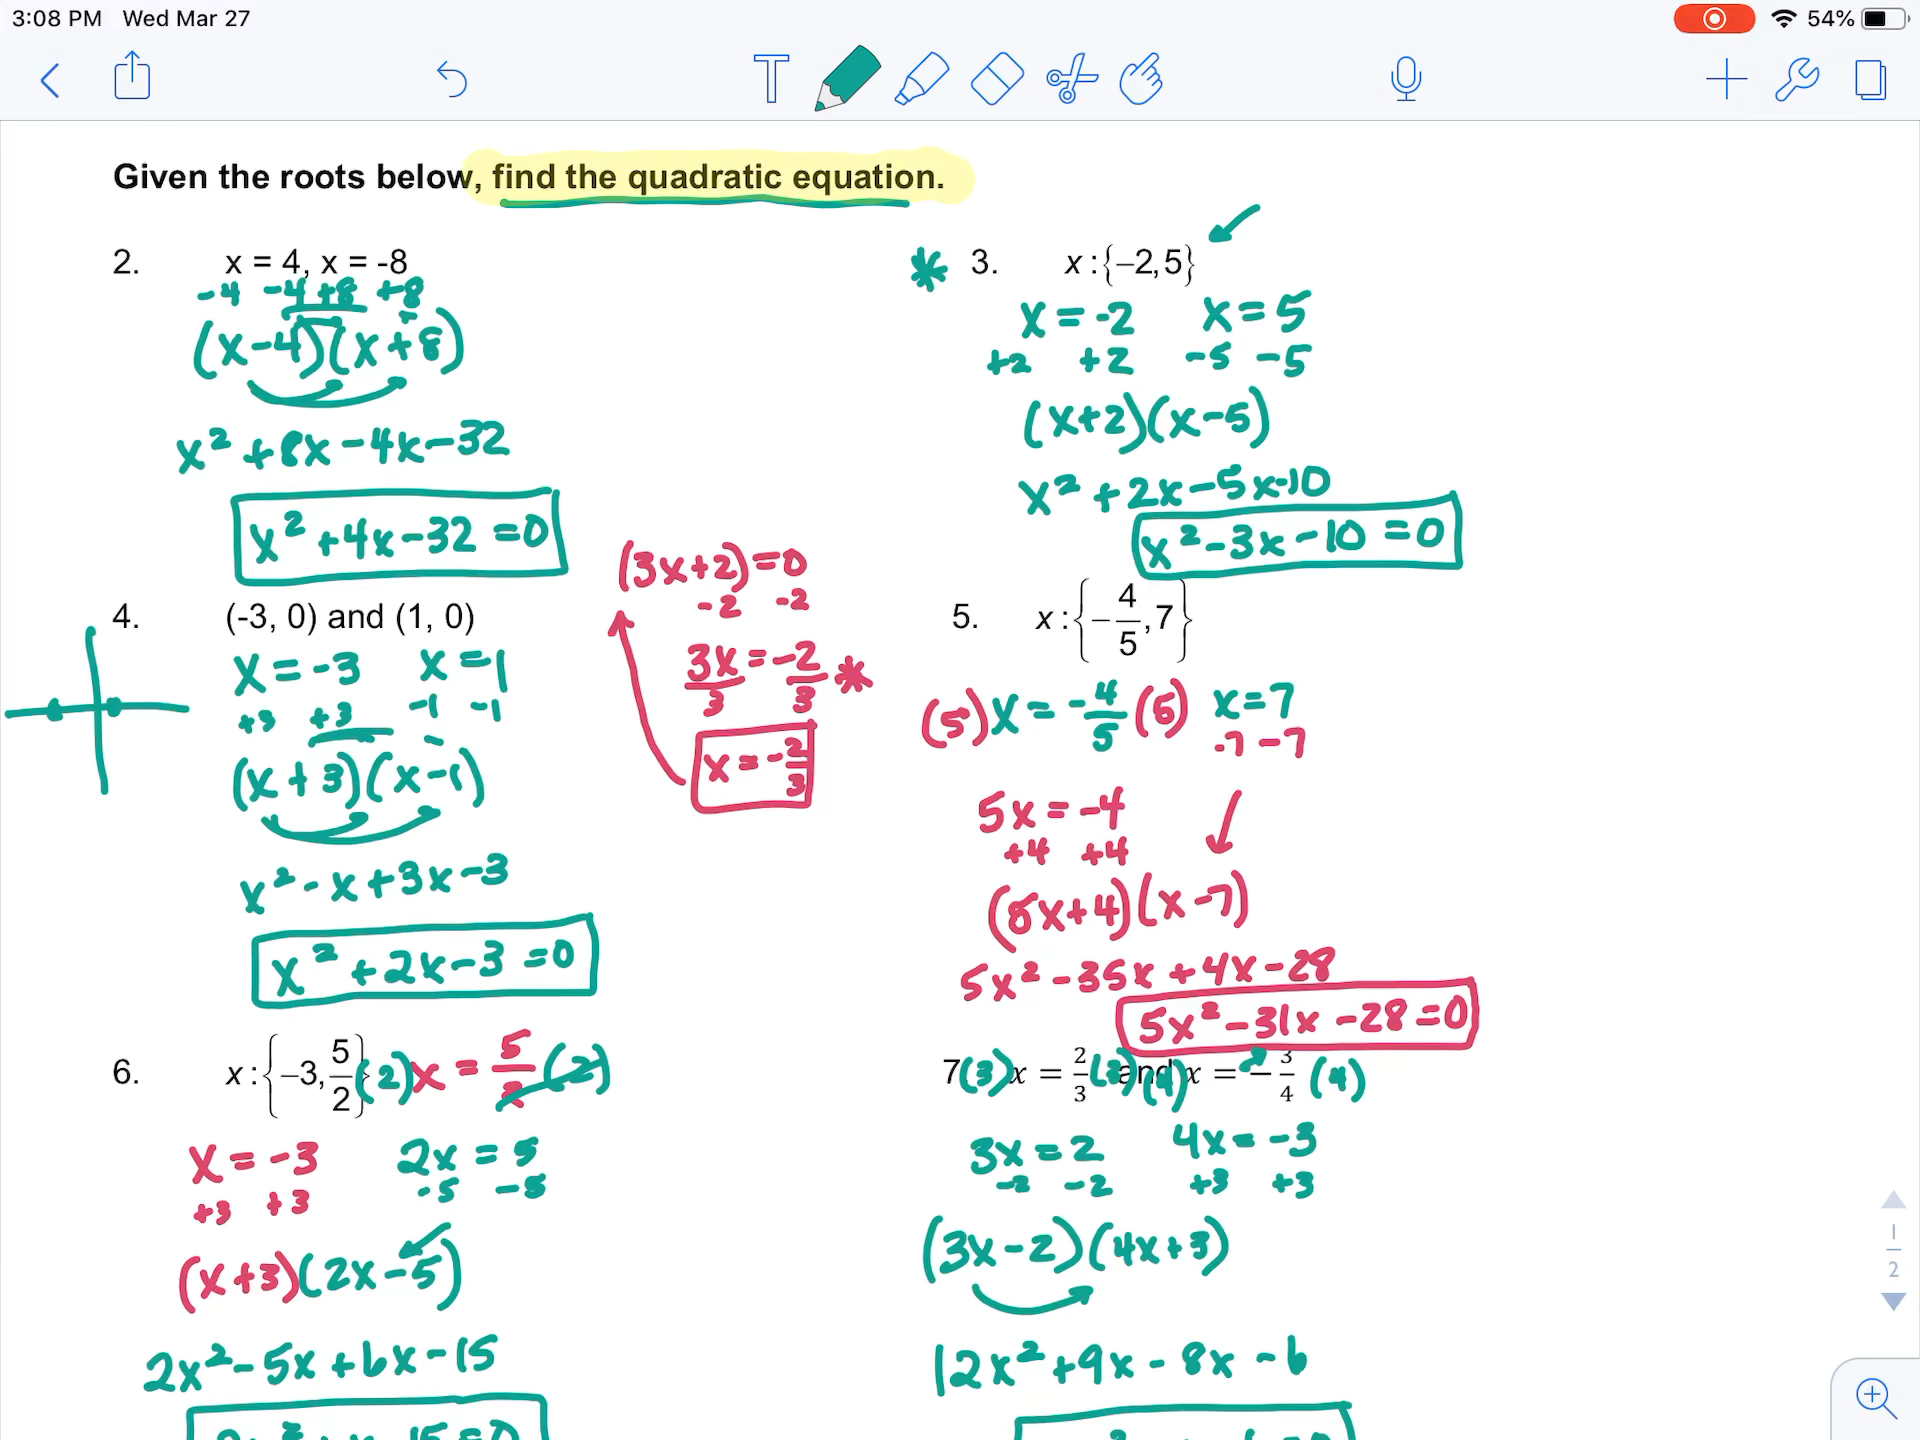 3:08 PM Wed Mar 27
54%
T
Given the roots below, find the quadratic equation.
2. x = 4, x = -8
-4 -4 +8 +8
(x-4)(x+8)
x² +8x-4x-32
x² +4x-32 =0
* 3. x:{−2,5}
x = -2 x = 5
+2 +2 -5 -5
(x+2)(x-5)
x² +2x-5x-10
x²-3x-10 =0
(3x+2)=0
-2 -2
3x = -2 *
3 3
x = -2/3
4. (-3, 0) and (1, 0)
x = -3 x = 1
+3 +3 -1 -1
(x+3)(x-1)
x²-x+3x-3
x² +2x-3 =0
5. x:{−4/5,7}
(5)x = -4/5 (5) x=7
-7 -7
5x = -4
+4 +4
(5x+4)(x-7)
5x²-35x+4x-28
5x²-31x-28=0
6. x:{−3,5/2} (2)x = 5/2 (2)
x = -3 2x = 5
+3 +3 -5 -5
(x+3)(2x-5)
2x²-5x+6x-15
7 (3)x = 2/3 (3) and (4) x = −3/4 (4)
3x = 2 4x = -3
-2 -2 +3 +3
(3x-2)(4x+3)
12x²+9x-8x-6
1
2